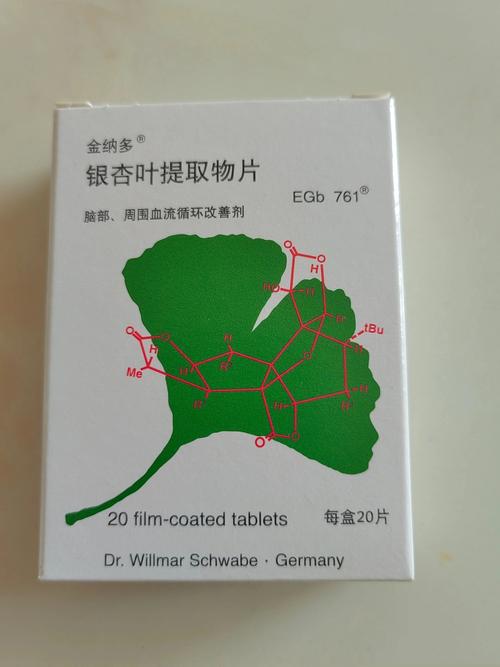 金纳多®
银杏叶提取物片
EGb 761®
脑部、周围血流循环改善剂
O
O
H
HO
H
H
tBu
H
O
O
H
H
H
R
Me
O
H
R
H
H
R
O
O
20 film-coated tablets
每盒20片
Dr. Willmar Schwabe · Germany